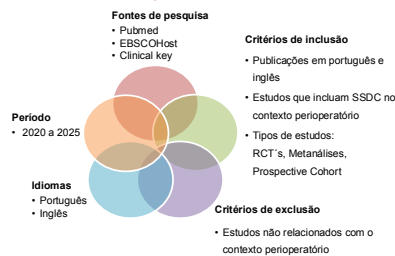 Fontes de pesquisa
• Pubmed
• EBSCOHost
• Clinical key
Critérios de inclusão
• Publicações em português e
inglês
• Estudos que incluam SSDC no
contexto perioperatório
• Tipos de estudos:
RCT´s, Metanálises,
Prospective Cohort
Período
• 2020 a 2025
Idiomas
• Português
• Inglês
Critérios de exclusão
• Estudos não relacionados com o
contexto perioperatório